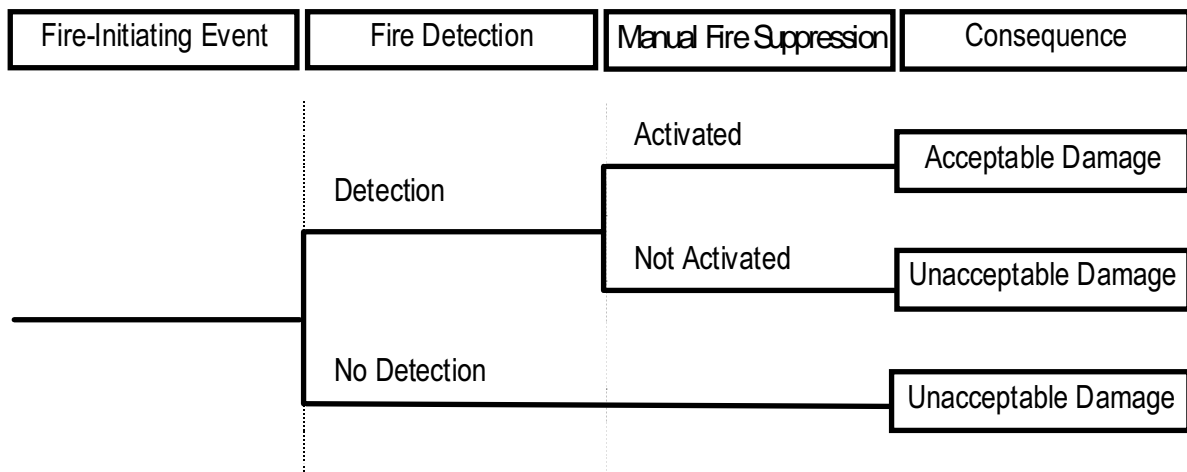 Fire-Initiating Event
Fire Detection
Manual Fire Suppression
Consequence
Activated
Acceptable Damage
Detection
Not Activated
Unacceptable Damage
No Detection
Unacceptable Damage